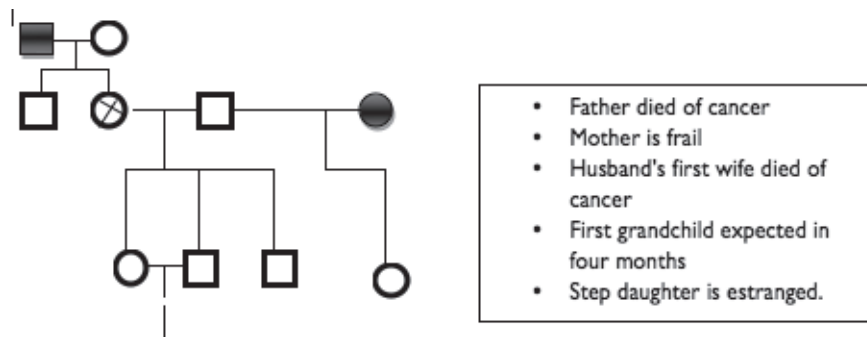 • Father died of cancer
• Mother is frail
• Husband's first wife died of
cancer
• First grandchild expected in
four months
• Step daughter is estranged.